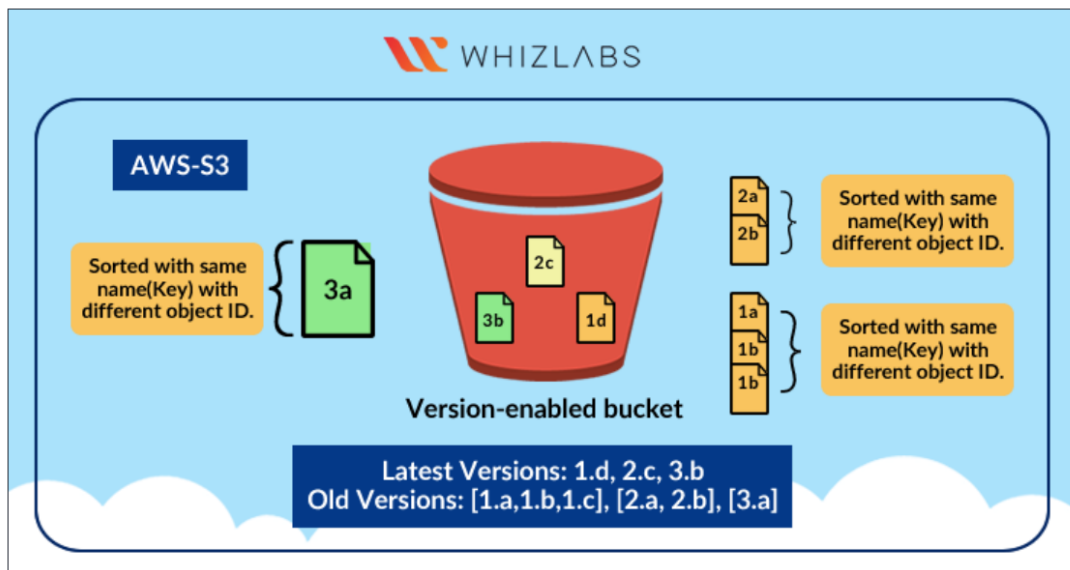 WHIZLABS
AWS-S3
Sorted with same
name(Key) with
different object ID.
3a
2c
3b
1d
Version-enabled bucket
2a
2b
Sorted with same
name(Key) with
different object ID.
1a
1b
1b
Sorted with same
name(Key) with
different object ID.
Latest Versions: 1.d, 2.c, 3.b
Old Versions: [1.a,1.b,1.c], [2.a, 2.b], [3.a]